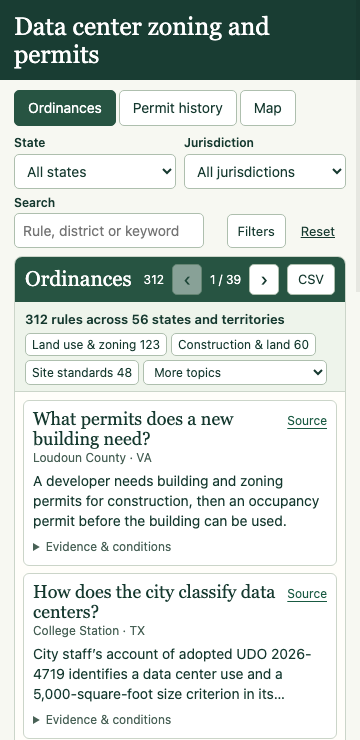 Data center zoning and
permits
Ordinances Permit history Map
State Jurisdiction
All states All jurisdictions
Search
Rule, district or keyword Filters Reset
Ordinances 312 ‹ 1 / 39 › CSV
312 rules across 56 states and territories
Land use & zoning 123 Construction & land 60
Site standards 48 More topics
What permits does a new Source
building need?
Loudoun County · VA
A developer needs building and zoning
permits for construction, then an occupancy
permit before the building can be used.
▶ Evidence & conditions
How does the city classify data Source
centers?
College Station · TX
City staff’s account of adopted UDO 2026-
4719 identifies a data center use and a
5,000-square-foot size criterion in its…
▶ Evidence & conditions